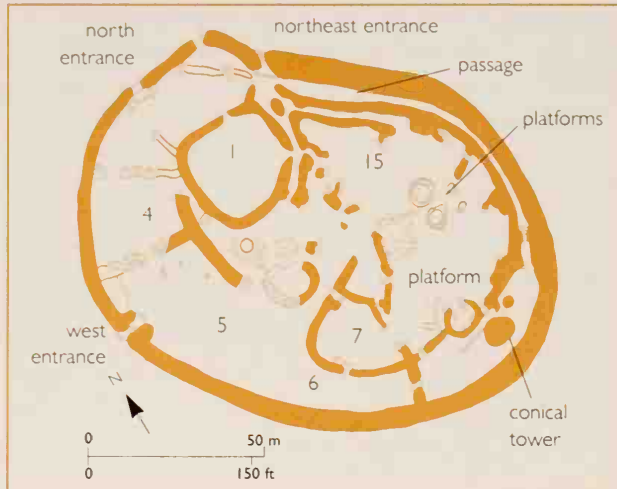 north
entrance
northeast entrance
passage
platforms
1
15
4
platform
5
7
west
entrance
6
N
conical
tower
0 50 m
0 150 ft